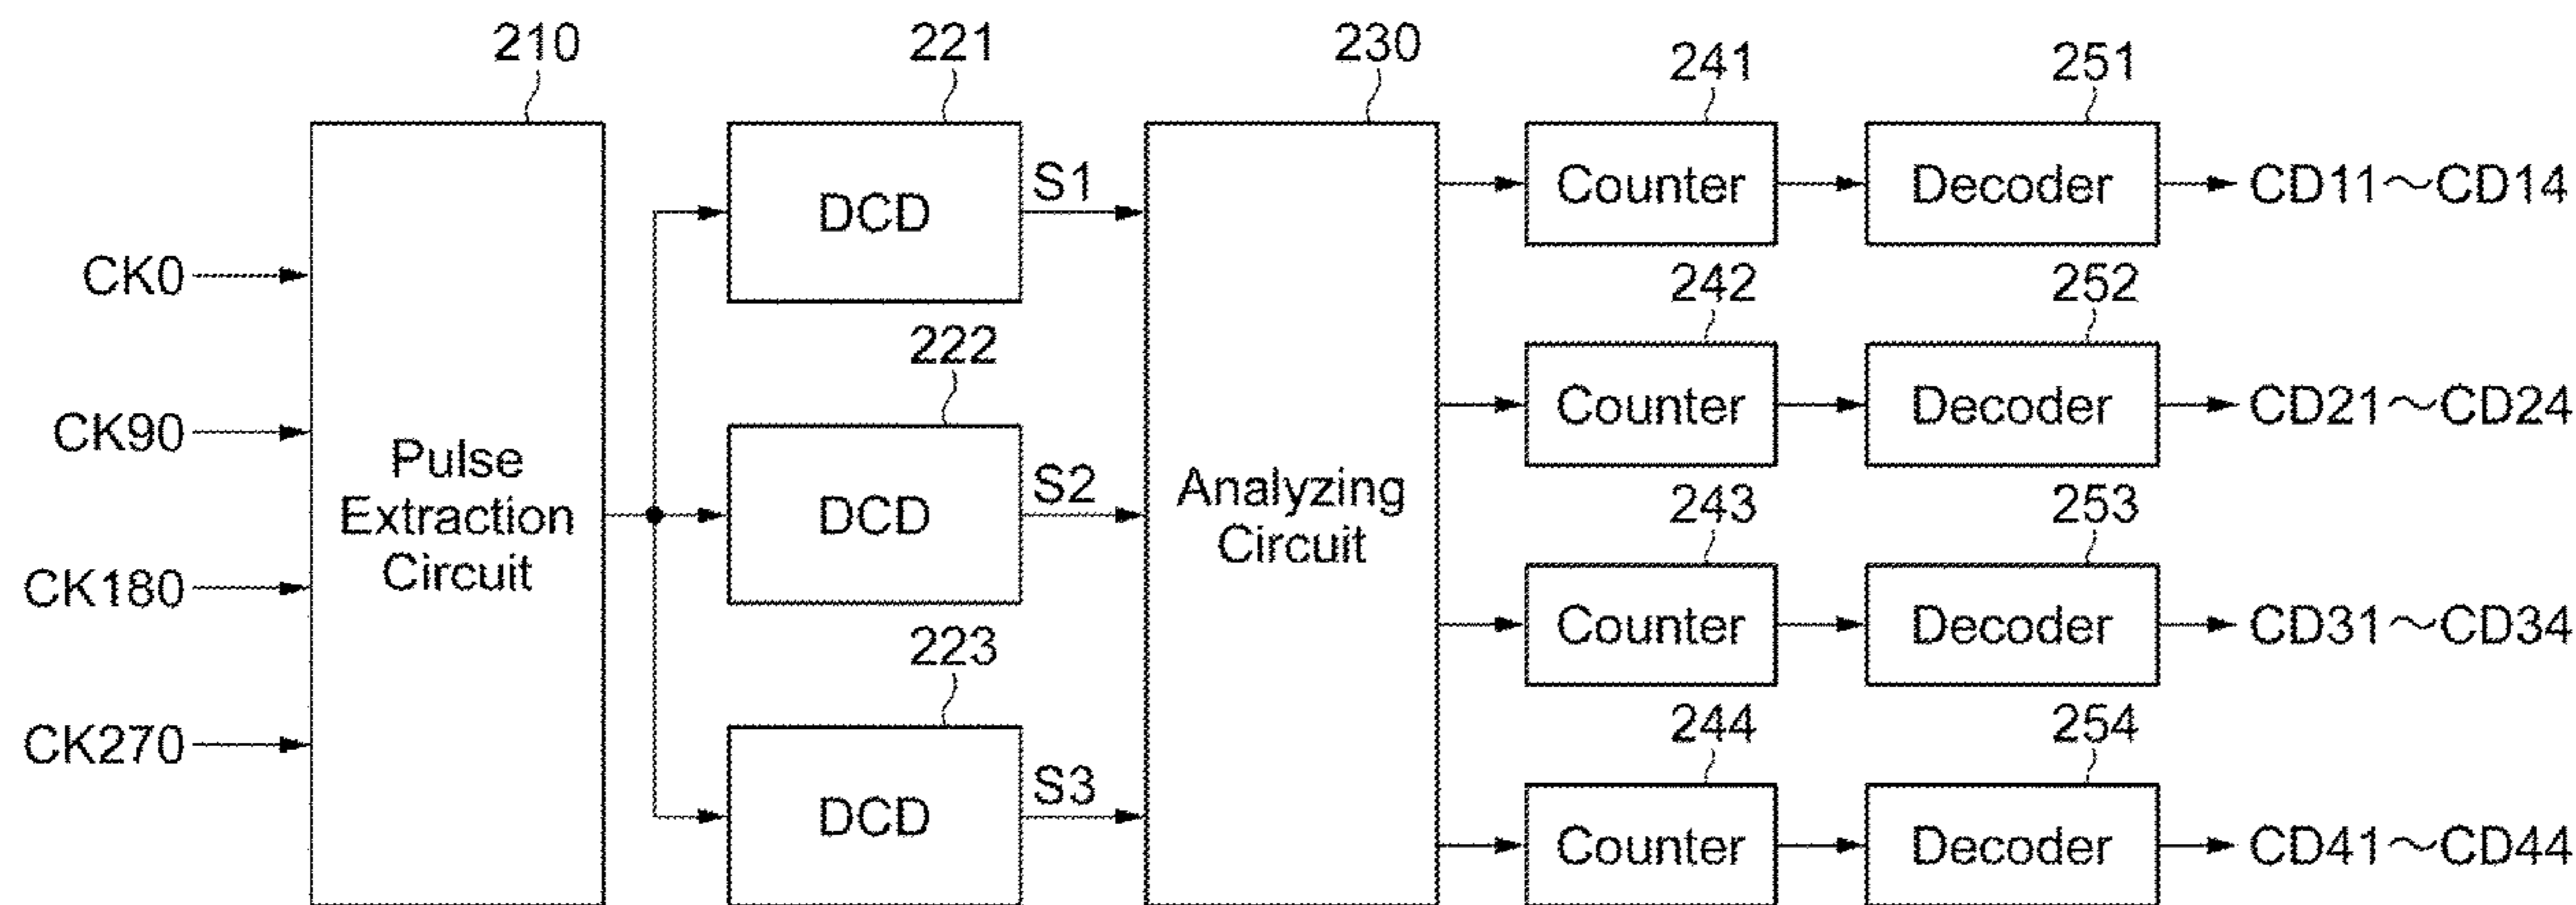 210
221
230
241
251
CK0
CK90
CK180
CK270
Pulse
Extraction
Circuit
DCD
S1
222
DCD
S2
223
DCD
S3
Analyzing
Circuit
Counter
Decoder
CD11～CD14
242
252
Counter
Decoder
CD21～CD24
243
253
Counter
Decoder
CD31～CD34
244
254
Counter
Decoder
CD41～CD44